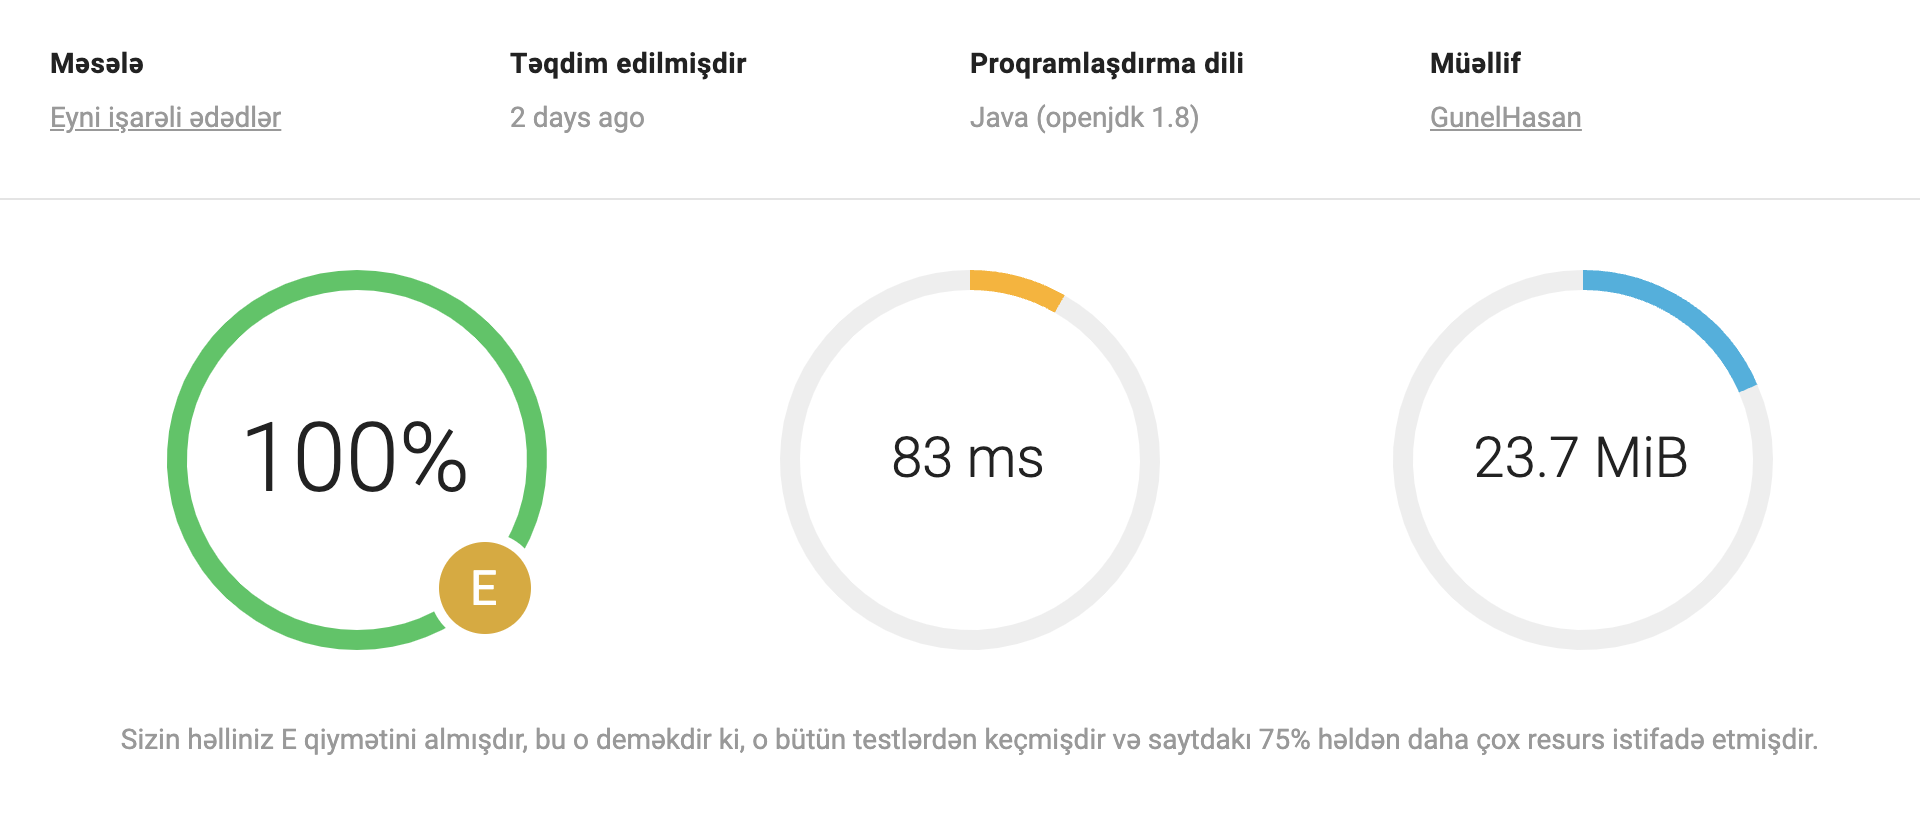 Məsələ
Təqdim edilmişdir
Proqramlaşdırma dili
Müəllif
Eyni işarəli ədədlər
2 days ago
Java (openjdk 1.8)
GunelHasan
100%
E
83 ms
23.7 MiB
Sizin həlliniz E qiymətini almışdır, bu o deməkdir ki, o bütün testlərdən keçmişdir və saytdakı 75% həldən daha çox resurs istifadə etmişdir.